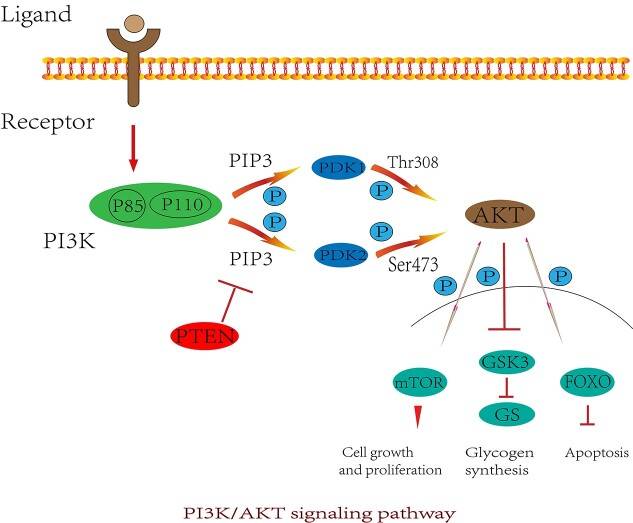 Ligand
Receptor
PIP3
PDK1
Thr308
P
P
P85
P110
AKT
PI3K
P
P
PIP3
PDK2
Ser473
P
P
P
PTEN
mTOR
GSK3
FOXO
GS
Cell growth
and proliferation
Glycogen
synthesis
Apoptosis
PI3K/AKT signaling pathway